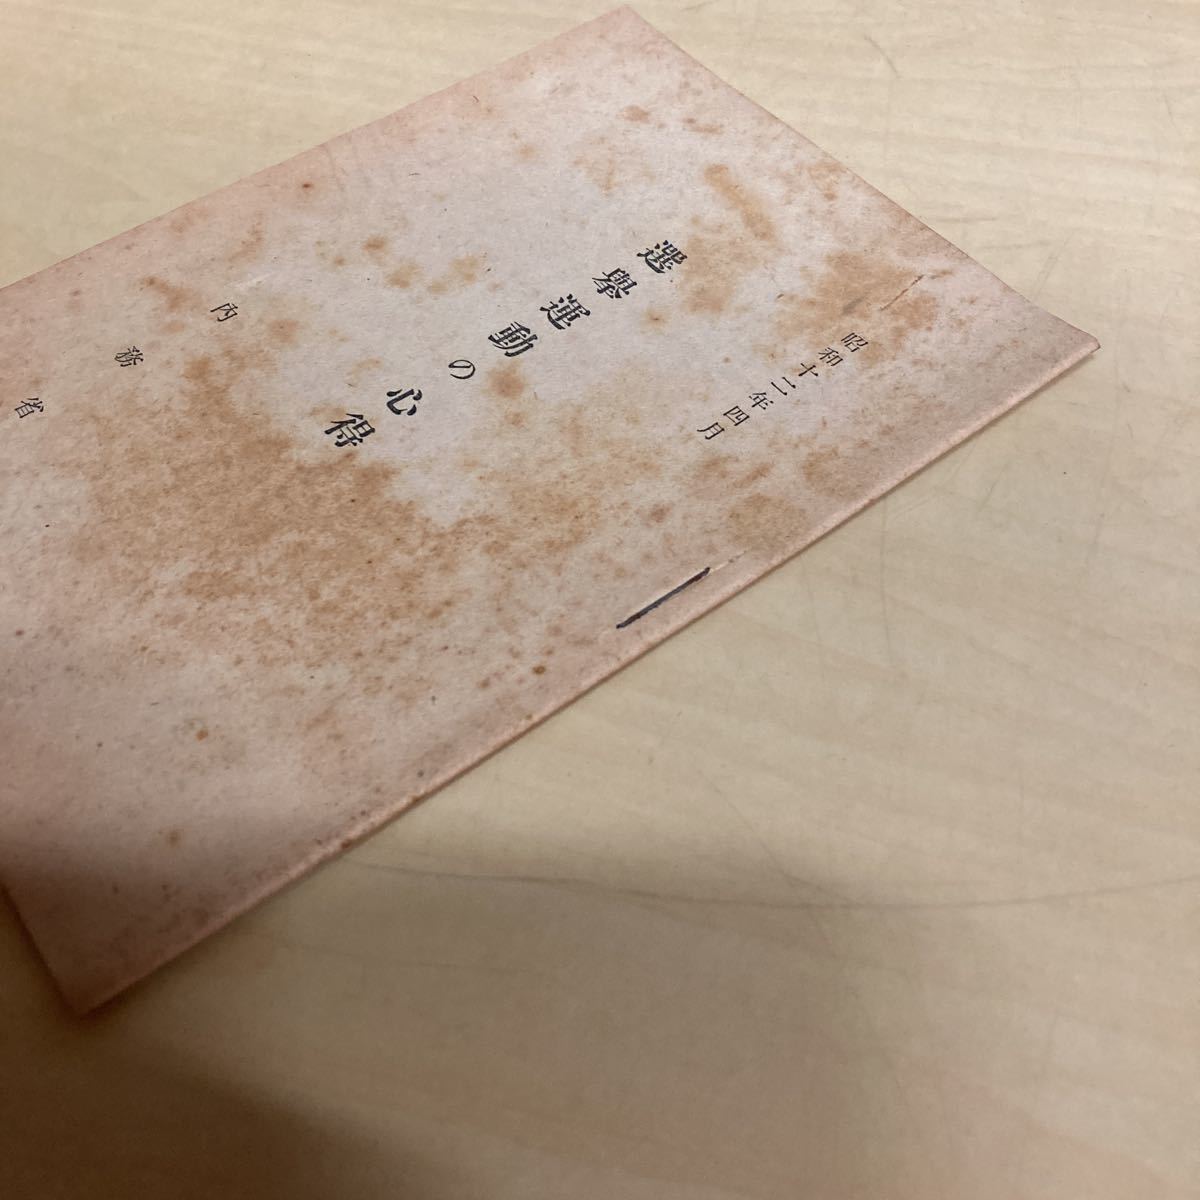 昭和十二年四月
選擧運動の心得
內務省